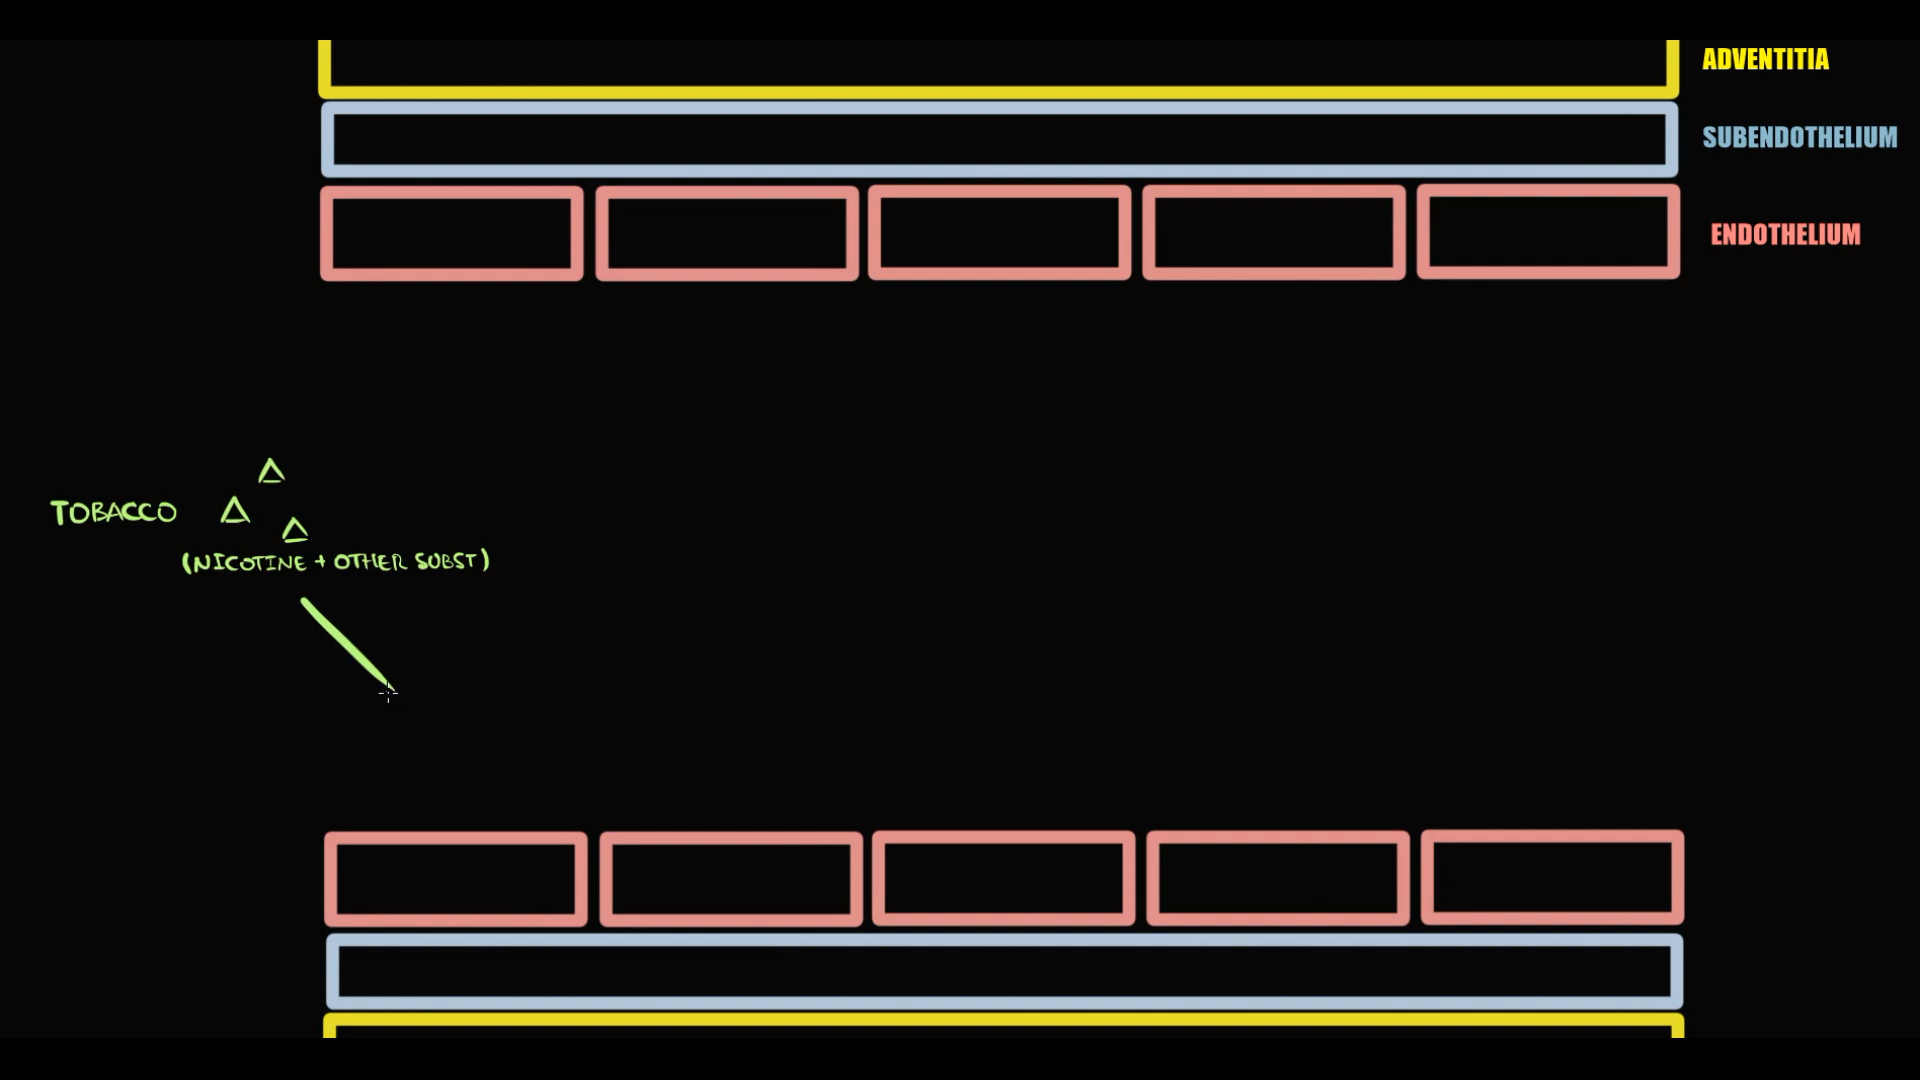 ADVENTITIA
SUBENDOTHELIUM
ENDOTHELIUM
TOBACCO
(NICOTINE + OTHER SUBST)